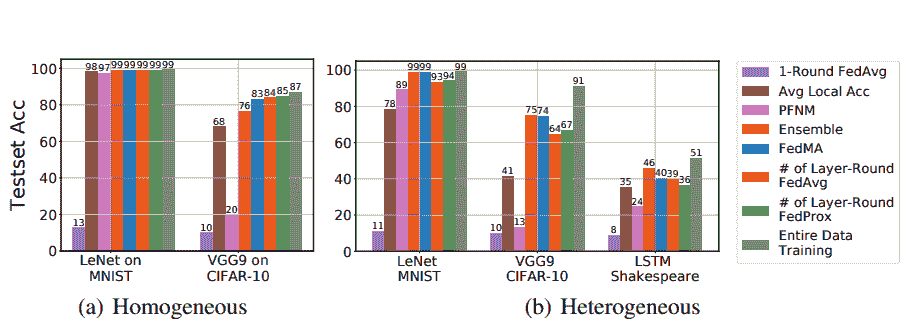 Testset Acc
100
80
60
40
20
0
13 98 97 99 99 99 99 99
10 68 20 76 83 84 85 87
LeNet on
MNIST
VGG9 on
CIFAR-10
(a) Homogeneous
100
80
60
40
20
0
11 78 89 99 99 93 94 99
10 41 13 75 74 64 67 91
8 35 24 46 40 39 36 51
LeNet
MNIST
VGG9
CIFAR-10
LSTM
Shakespeare
(b) Heterogeneous
1-Round FedAvg
Avg Local Acc
PFNM
Ensemble
FedMA
# of Layer-Round
FedAvg
# of Layer-Round
FedProx
Entire Data
Training